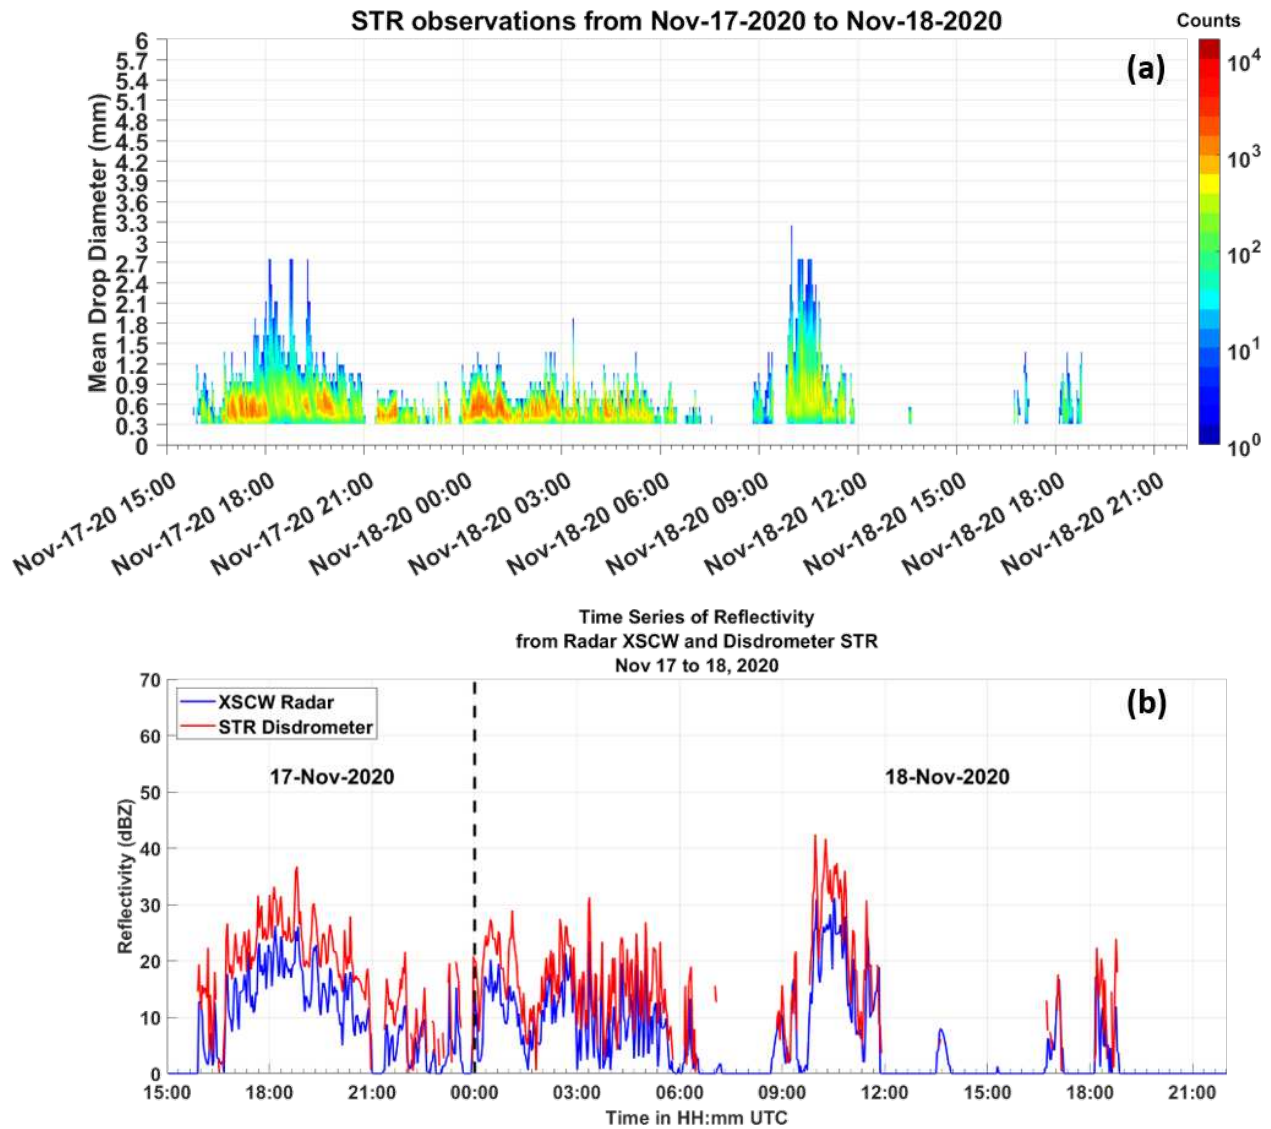 STR observations from Nov-17-2020 to Nov-18-2020
Counts
(a)
Mean Drop Diameter (mm)
6
5.7
5.4
5.1
4.8
4.5
4.2
3.9
3.6
3.3
3
2.7
2.4
2.1
1.8
1.5
1.2
0.9
0.6
0.3
0
10^4
10^3
10^2
10^1
10^0
Nov-17-20 15:00
Nov-17-20 18:00
Nov-17-20 21:00
Nov-18-20 00:00
Nov-18-20 03:00
Nov-18-20 06:00
Nov-18-20 09:00
Nov-18-20 12:00
Nov-18-20 15:00
Nov-18-20 18:00
Nov-18-20 21:00
Time Series of Reflectivity
from Radar XSCW and Disdrometer STR
Nov 17 to 18, 2020
(b)
XSCW Radar
STR Disdrometer
17-Nov-2020
18-Nov-2020
Reflectivity (dBZ)
70
60
50
40
30
20
10
0
15:00 18:00 21:00 00:00 03:00 06:00 09:00 12:00 15:00 18:00 21:00
Time in HH:mm UTC